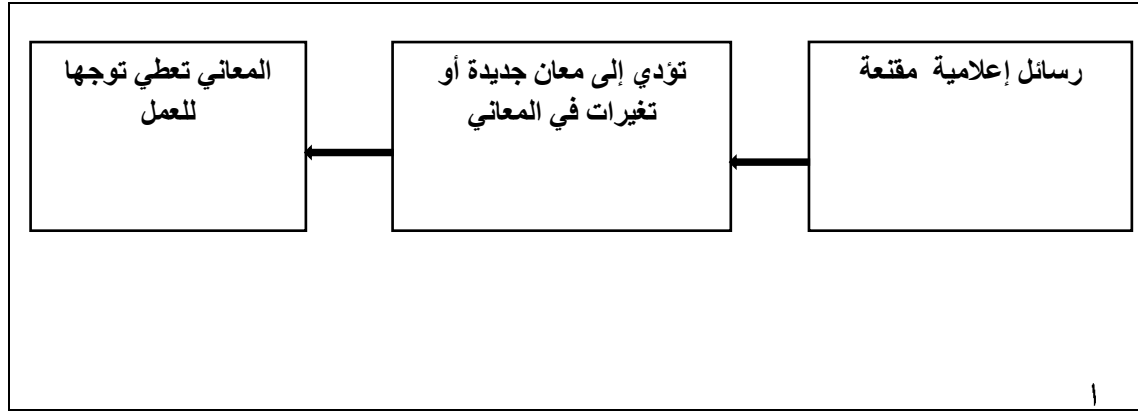 رسائل إعلامية مقنعة
تؤدي إلى معان جديدة أو
تغيرات في المعاني
المعاني تعطي توجها
للعمل
ا